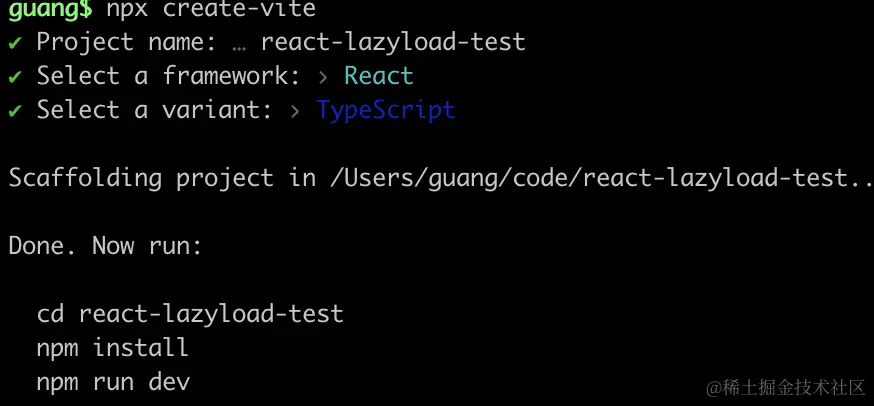 guang$ npx create-vite
✔ Project name: … react-lazyload-test
✔ Select a framework: › React
✔ Select a variant: › TypeScript
Scaffolding project in /Users/guang/code/react-lazyload-test..
Done. Now run:
cd react-lazyload-test
npm install
npm run dev
@稀土掘金技术社区